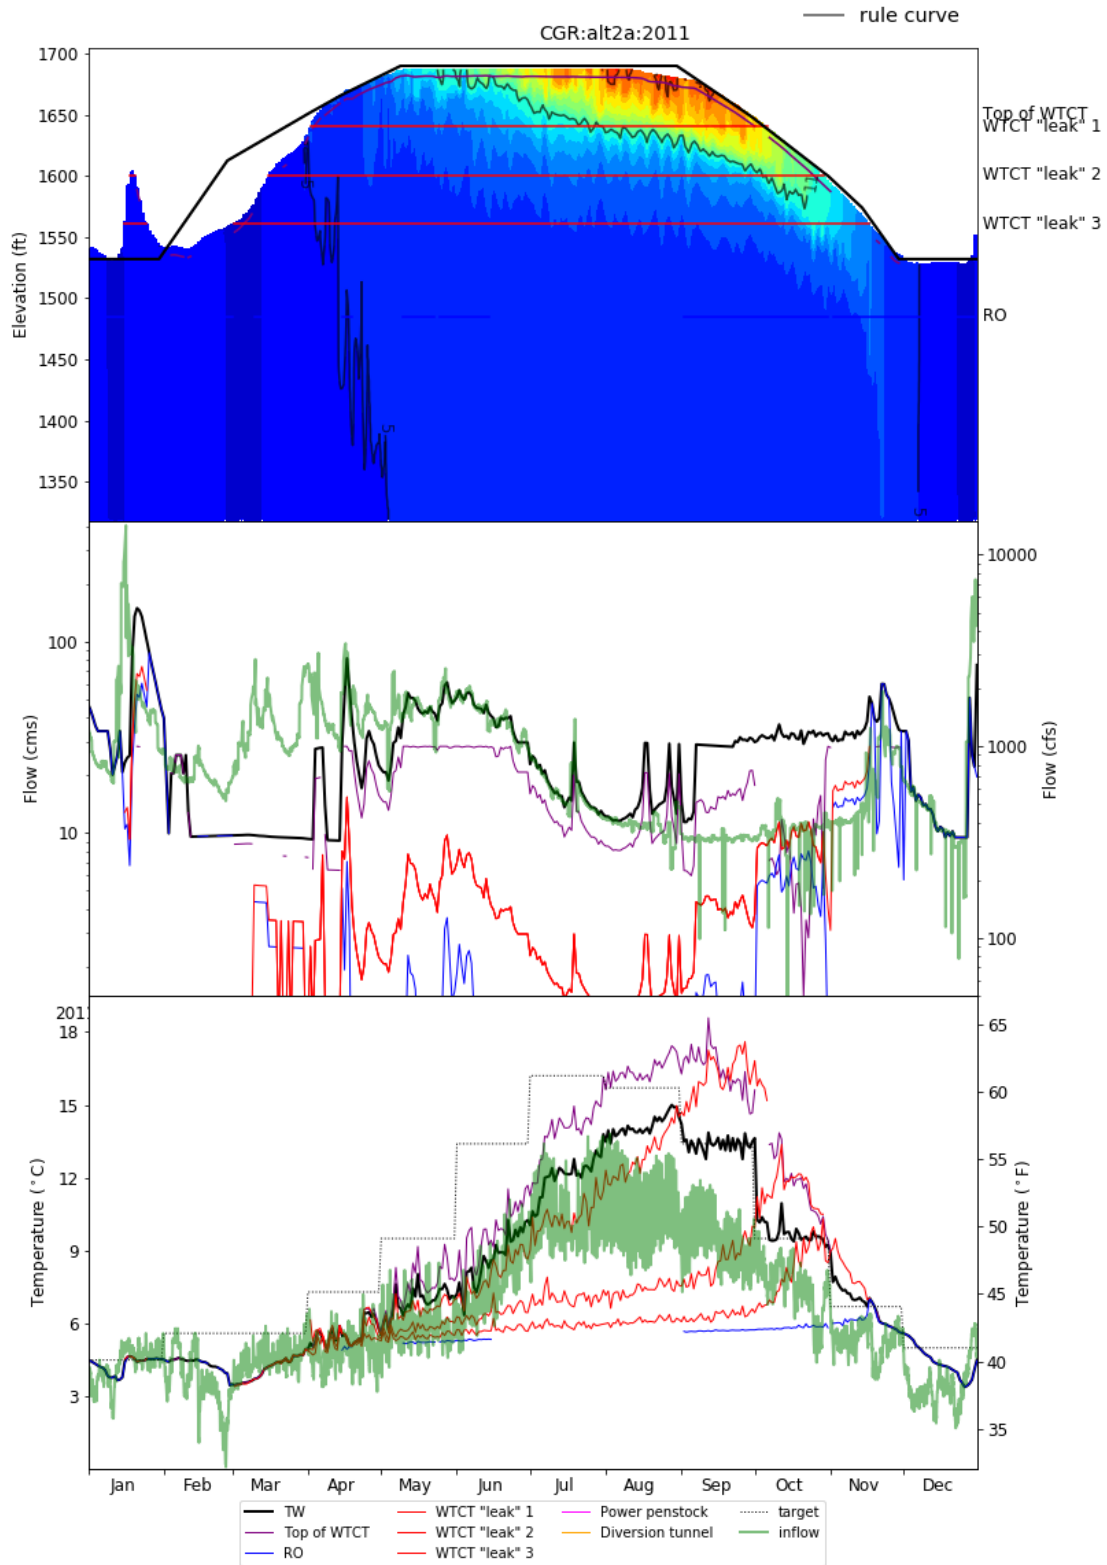 rule curve
CGR:alt2a:2011
1700
1650
1600
1550
1500
1450
1400
1350
Elevation (ft)
Top of WTCT
WTCT "leak" 1
WTCT "leak" 2
WTCT "leak" 3
RO
11
5
5
100
10
Flow (cms)
10000
1000
100
Flow (cfs)
201
18
15
12
9
6
3
Temperature (°C)
65
60
55
50
45
40
35
Temperature (°F)
Jan Feb Mar Apr May Jun Jul Aug Sep Oct Nov Dec
TW WTCT "leak" 1 Power penstock target
Top of WTCT WTCT "leak" 2 Diversion tunnel inflow
RO WTCT "leak" 3